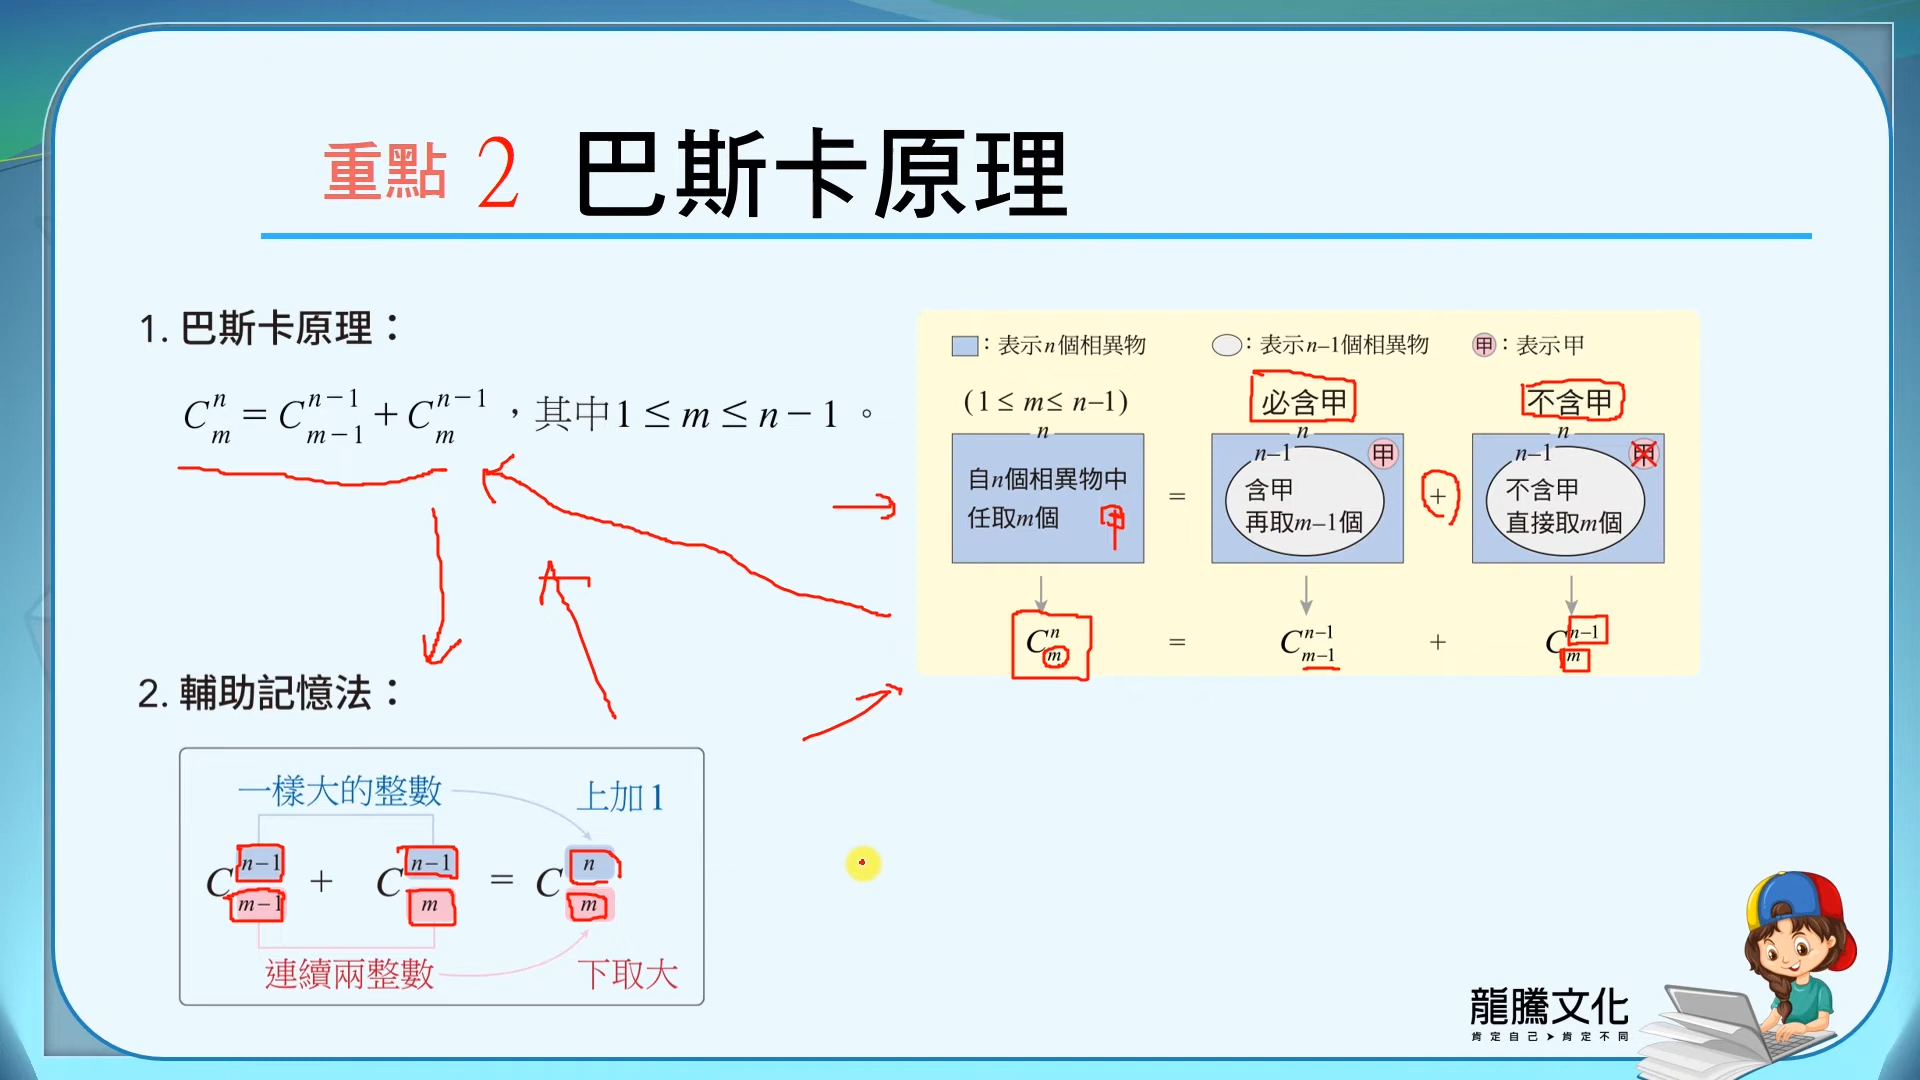 重點 2 巴斯卡原理
1. 巴斯卡原理：
C^n_m = C^{n-1}_{m-1} + C^{n-1}_m，其中 1 ≤ m ≤ n − 1 。
：表示n個相異物 ：表示n–1個相異物 甲：表示甲
(1 ≤ m ≤ n–1) 必含甲 不含甲
n
自n個相異物中
任取m個 甲
=
n
n–1 甲
含甲
再取m–1個
+
n
n–1 甲
不含甲
直接取m個
C^n_m = C^{n–1}_{m–1} + C^{n–1}_m
2. 輔助記憶法：
一樣大的整數 上加1
C^{n–1}_{m–1} + C^{n–1}_m = C^n_m
連續兩整數 下取大
龍騰文化
肯定自己➤肯定不同